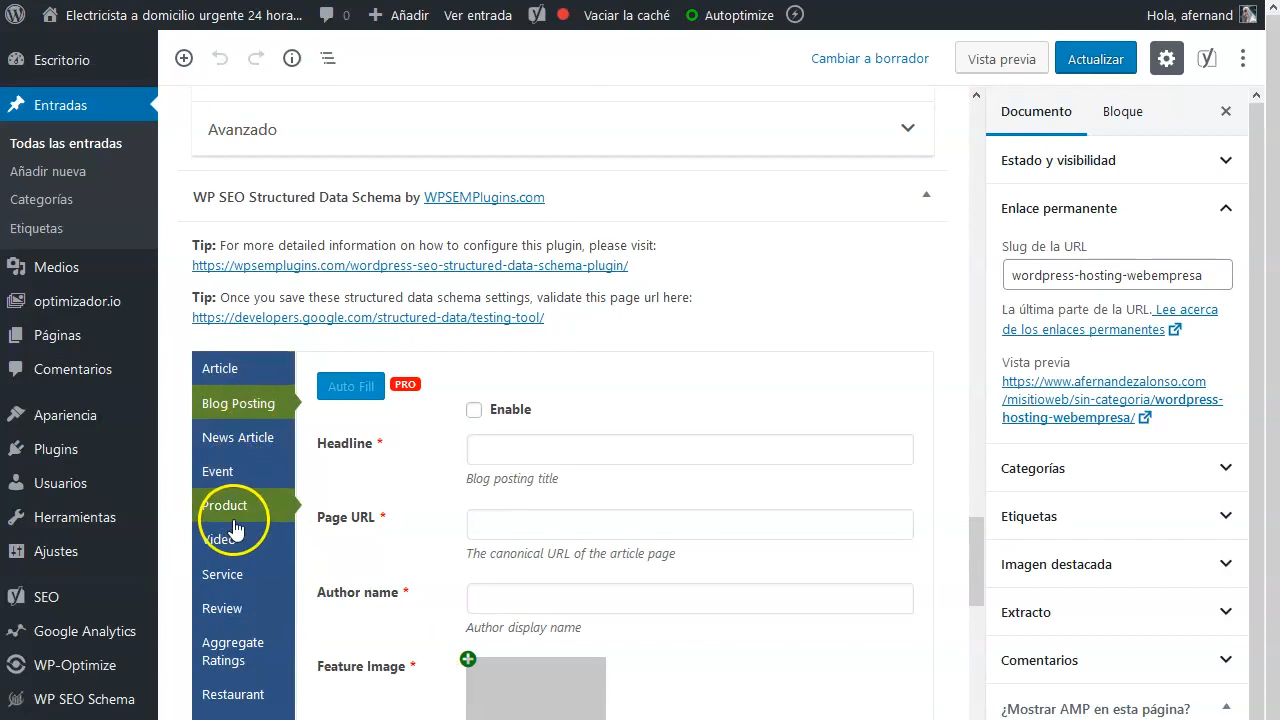 Electricista a domicilio urgente 24 hora...
0
Añadir
Ver entrada
Vaciar la caché
Autoptimize
Hola, afernand
Escritorio
Entradas
Todas las entradas
Añadir nueva
Categorías
Etiquetas
Medios
optimizador.io
Páginas
Comentarios
Apariencia
Plugins
Usuarios
Herramientas
Ajustes
SEO
Google Analytics
WP-Optimize
WP SEO Schema
Cambiar a borrador
Vista previa
Actualizar
Avanzado
WP SEO Structured Data Schema by WPSEMPlugins.com
Tip: For more detailed information on how to configure this plugin, please visit:
https://wpsemplugins.com/wordpress-seo-structured-data-schema-plugin/
Tip: Once you save these structured data schema settings, validate this page url here:
https://developers.google.com/structured-data/testing-tool/
Article
Blog Posting
News Article
Event
Product
Video
Service
Review
Aggregate
Ratings
Restaurant
Auto Fill
PRO
Enable
Headline *
Blog posting title
Page URL *
The canonical URL of the article page
Author name *
Author display name
Feature Image *
Documento
Bloque
Estado y visibilidad
Enlace permanente
Slug de la URL
wordpress-hosting-webempresa
La última parte de la URL. Lee acerca
de los enlaces permanentes
Vista previa
https://www.afernandezalonso.com
/misitioweb/sin-categoria/wordpress-
hosting-webempresa/
Categorías
Etiquetas
Imagen destacada
Extracto
Comentarios
¿Mostrar AMP en esta página?